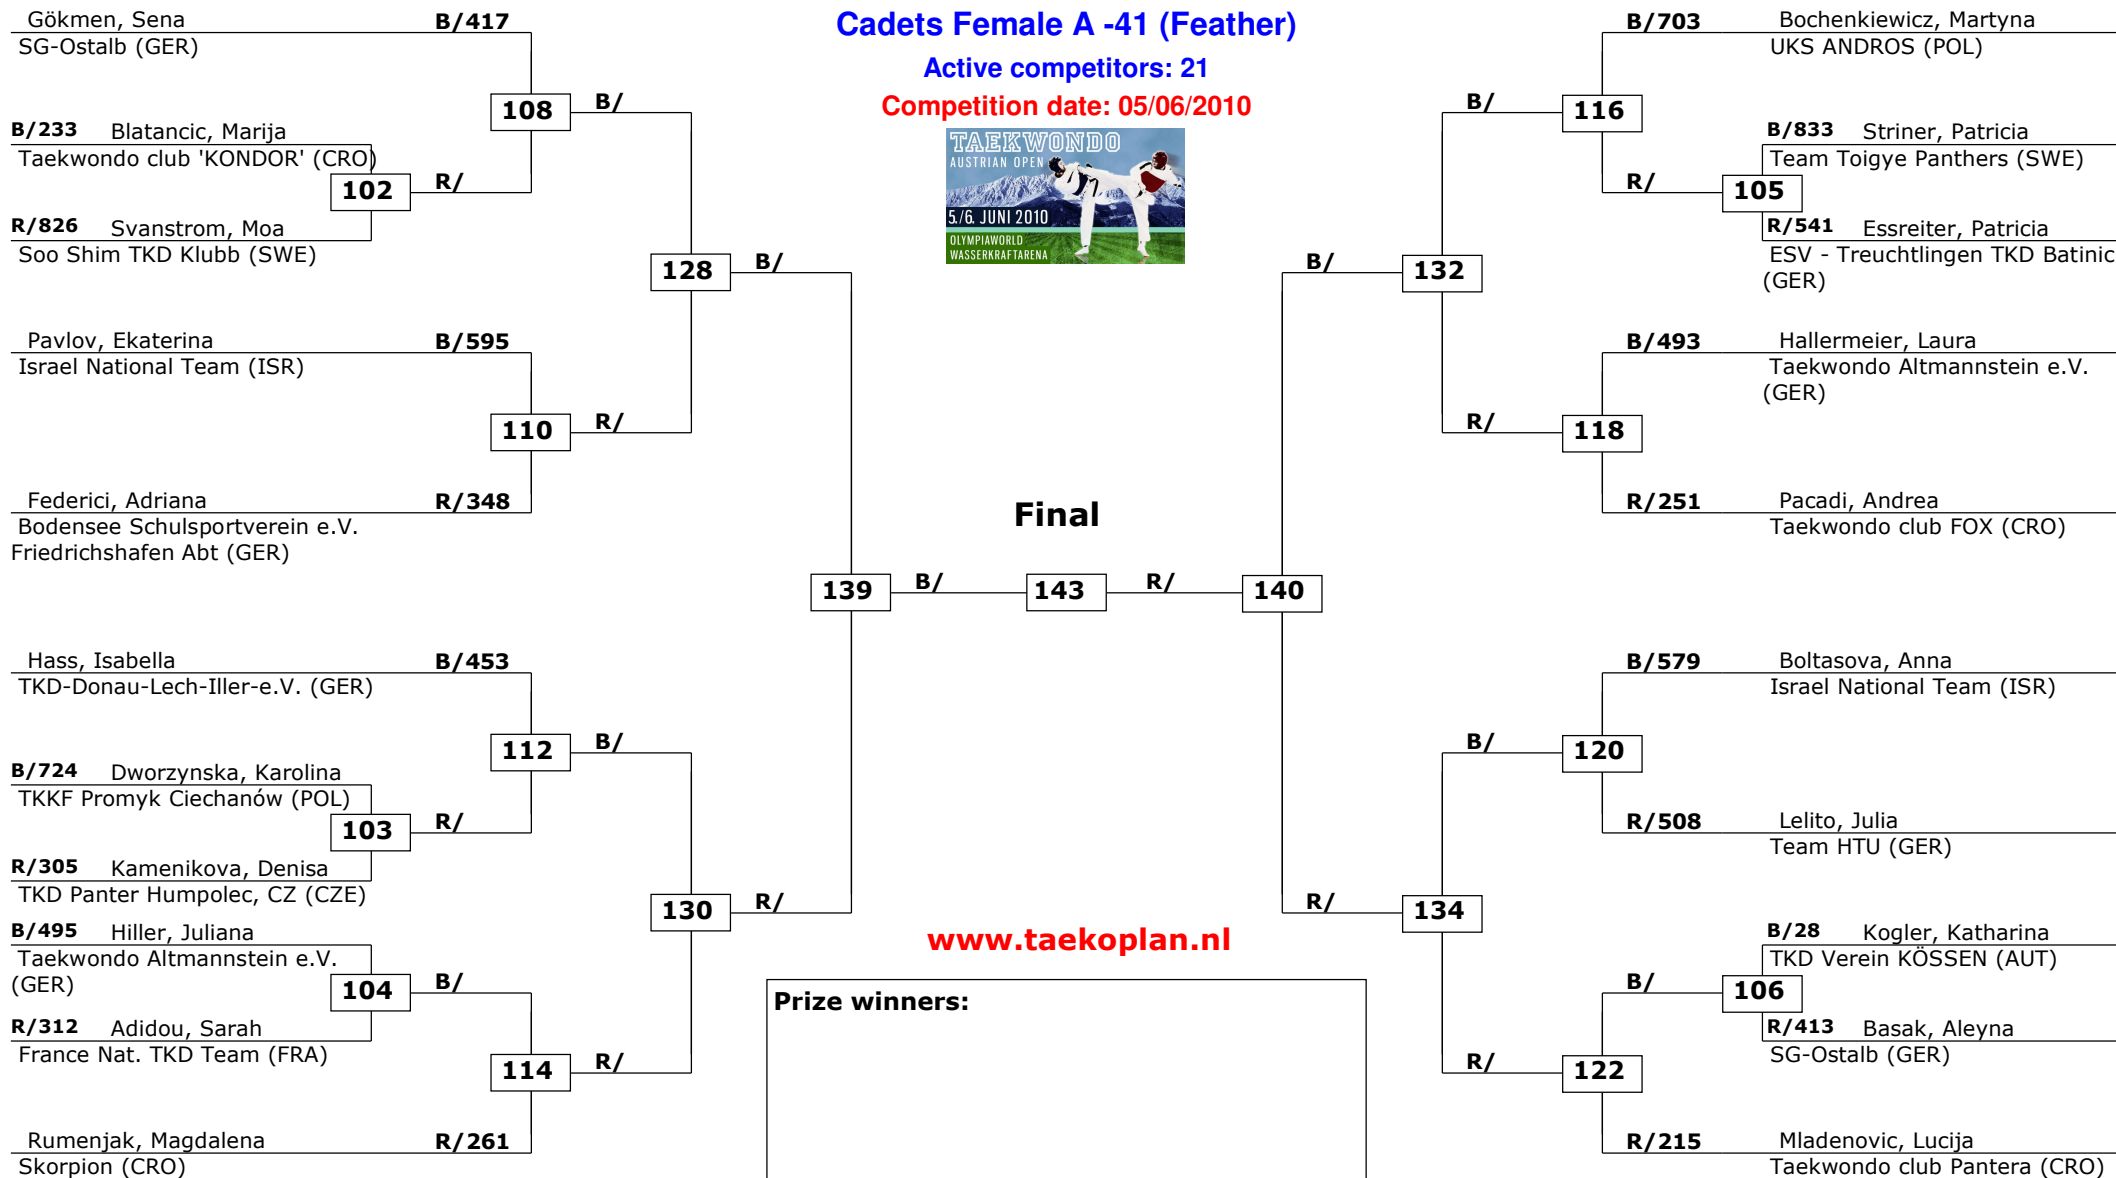 Cadets Female A -41 (Feather)
Active competitors: 21
Competition date: 05/06/2010
TAEKWONDO
AUSTRIAN OPEN
5./6. JUNI 2010
OLYMPIAWORLD
WASSERKRAFTARENA
Gökmen, Sena B/417
SG-Ostalb (GER)
108 B/
B/233 Blatancic, Marija
Taekwondo club 'KONDOR' (CRO)
102 R/
R/826 Svanstrom, Moa
Soo Shim TKD Klubb (SWE)
128 B/
Pavlov, Ekaterina B/595
Israel National Team (ISR)
110 R/
Federici, Adriana R/348
Bodensee Schulsportverein e.V.
Friedrichshafen Abt (GER)
Final
139 B/ 143 R/ 140
Hass, Isabella B/453
TKD-Donau-Lech-Iller-e.V. (GER)
112 B/
B/724 Dworzynska, Karolina
TKKF Promyk Ciechanów (POL)
103 R/
R/305 Kamenikova, Denisa
TKD Panter Humpolec, CZ (CZE)
130 R/
B/495 Hiller, Juliana
Taekwondo Altmannstein e.V.
(GER)
104 B/
R/312 Adidou, Sarah
France Nat. TKD Team (FRA)
114 R/
Rumenjak, Magdalena R/261
Skorpion (CRO)
B/703 Bochenkiewicz, Martyna
UKS ANDROS (POL)
B/ 116
B/833 Striner, Patricia
Team Toigye Panthers (SWE)
R/ 105
R/541 Essreiter, Patricia
ESV - Treuchtlingen TKD Batinic
(GER)
B/ 132
B/493 Hallermeier, Laura
Taekwondo Altmannstein e.V.
(GER)
R/ 118
R/251 Pacadi, Andrea
Taekwondo club FOX (CRO)
B/579 Boltasova, Anna
Israel National Team (ISR)
B/ 120
R/508 Lelito, Julia
Team HTU (GER)
R/ 134
B/28 Kogler, Katharina
TKD Verein KÖSSEN (AUT)
B/ 106
R/413 Basak, Aleyna
SG-Ostalb (GER)
R/ 122
R/215 Mladenovic, Lucija
Taekwondo club Pantera (CRO)
www.taekoplan.nl
Prize winners: